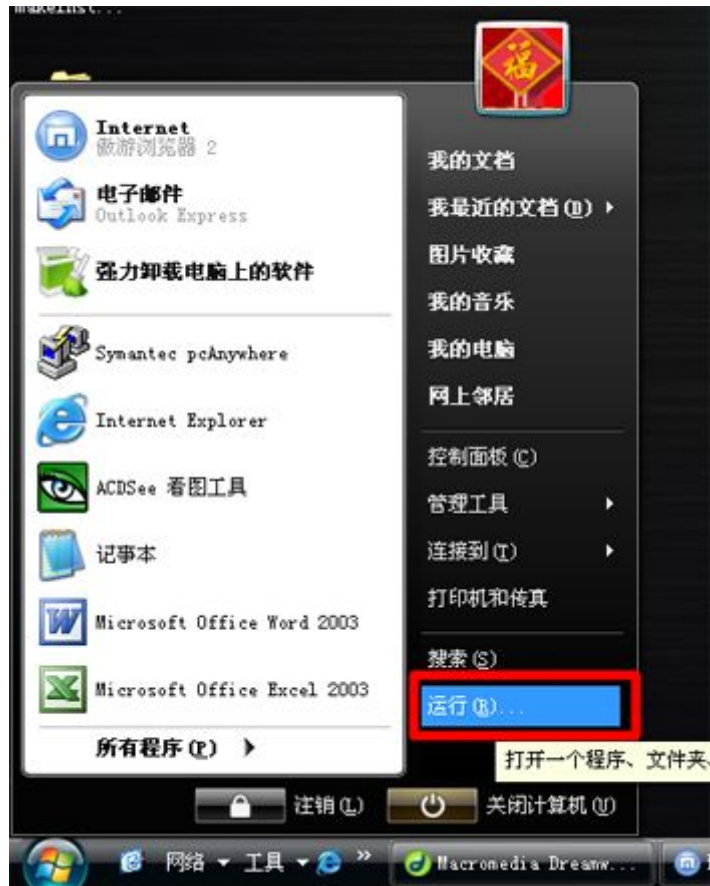 福
Internet
傲游浏览器 2
电子邮件
Outlook Express
强力卸载电脑上的软件
Symantec pcAnywhere
Internet Explorer
ACDSee 看图工具
记事本
Microsoft Office Word 2003
Microsoft Office Excel 2003
所有程序(P)
我的文档
我最近的文档(D)
图片收藏
我的音乐
我的电脑
网上邻居
控制面板(C)
管理工具
连接到(T)
打印机和传真
搜索(S)
运行(R)...
打开一个程序、文件夹、
注销(L)
关闭计算机(U)
网络
工具
»
Macromedia Dreamw...